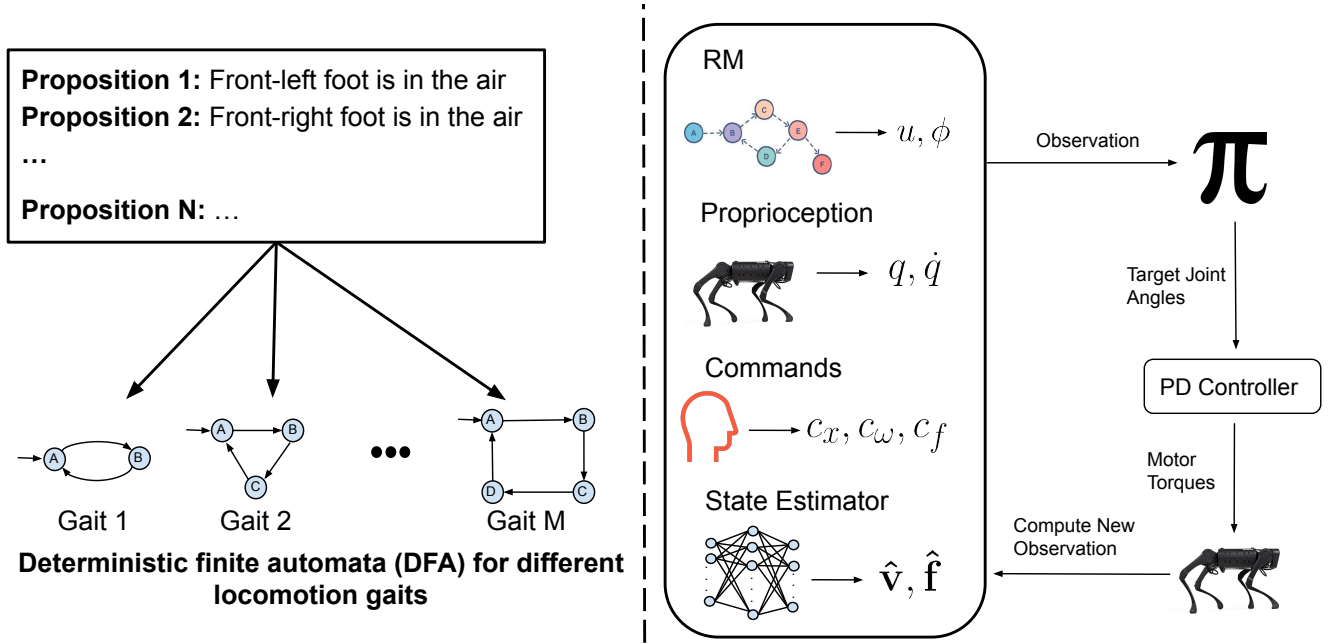 Proposition 1: Front-left foot is in the air
Proposition 2: Front-right foot is in the air
...
Proposition N: ...
A
B
Gait 1
A
B
C
Gait 2
•••
A
B
D
C
Gait M
Deterministic finite automata (DFA) for different
locomotion gaits
RM
A
B
C
D
E
F
u, ϕ
Proprioception
q, q̇
Commands
c_x, c_ω, c_f
State Estimator
v̂, f̂
Observation
π
Target Joint
Angles
PD Controller
Motor
Torques
Compute New
Observation